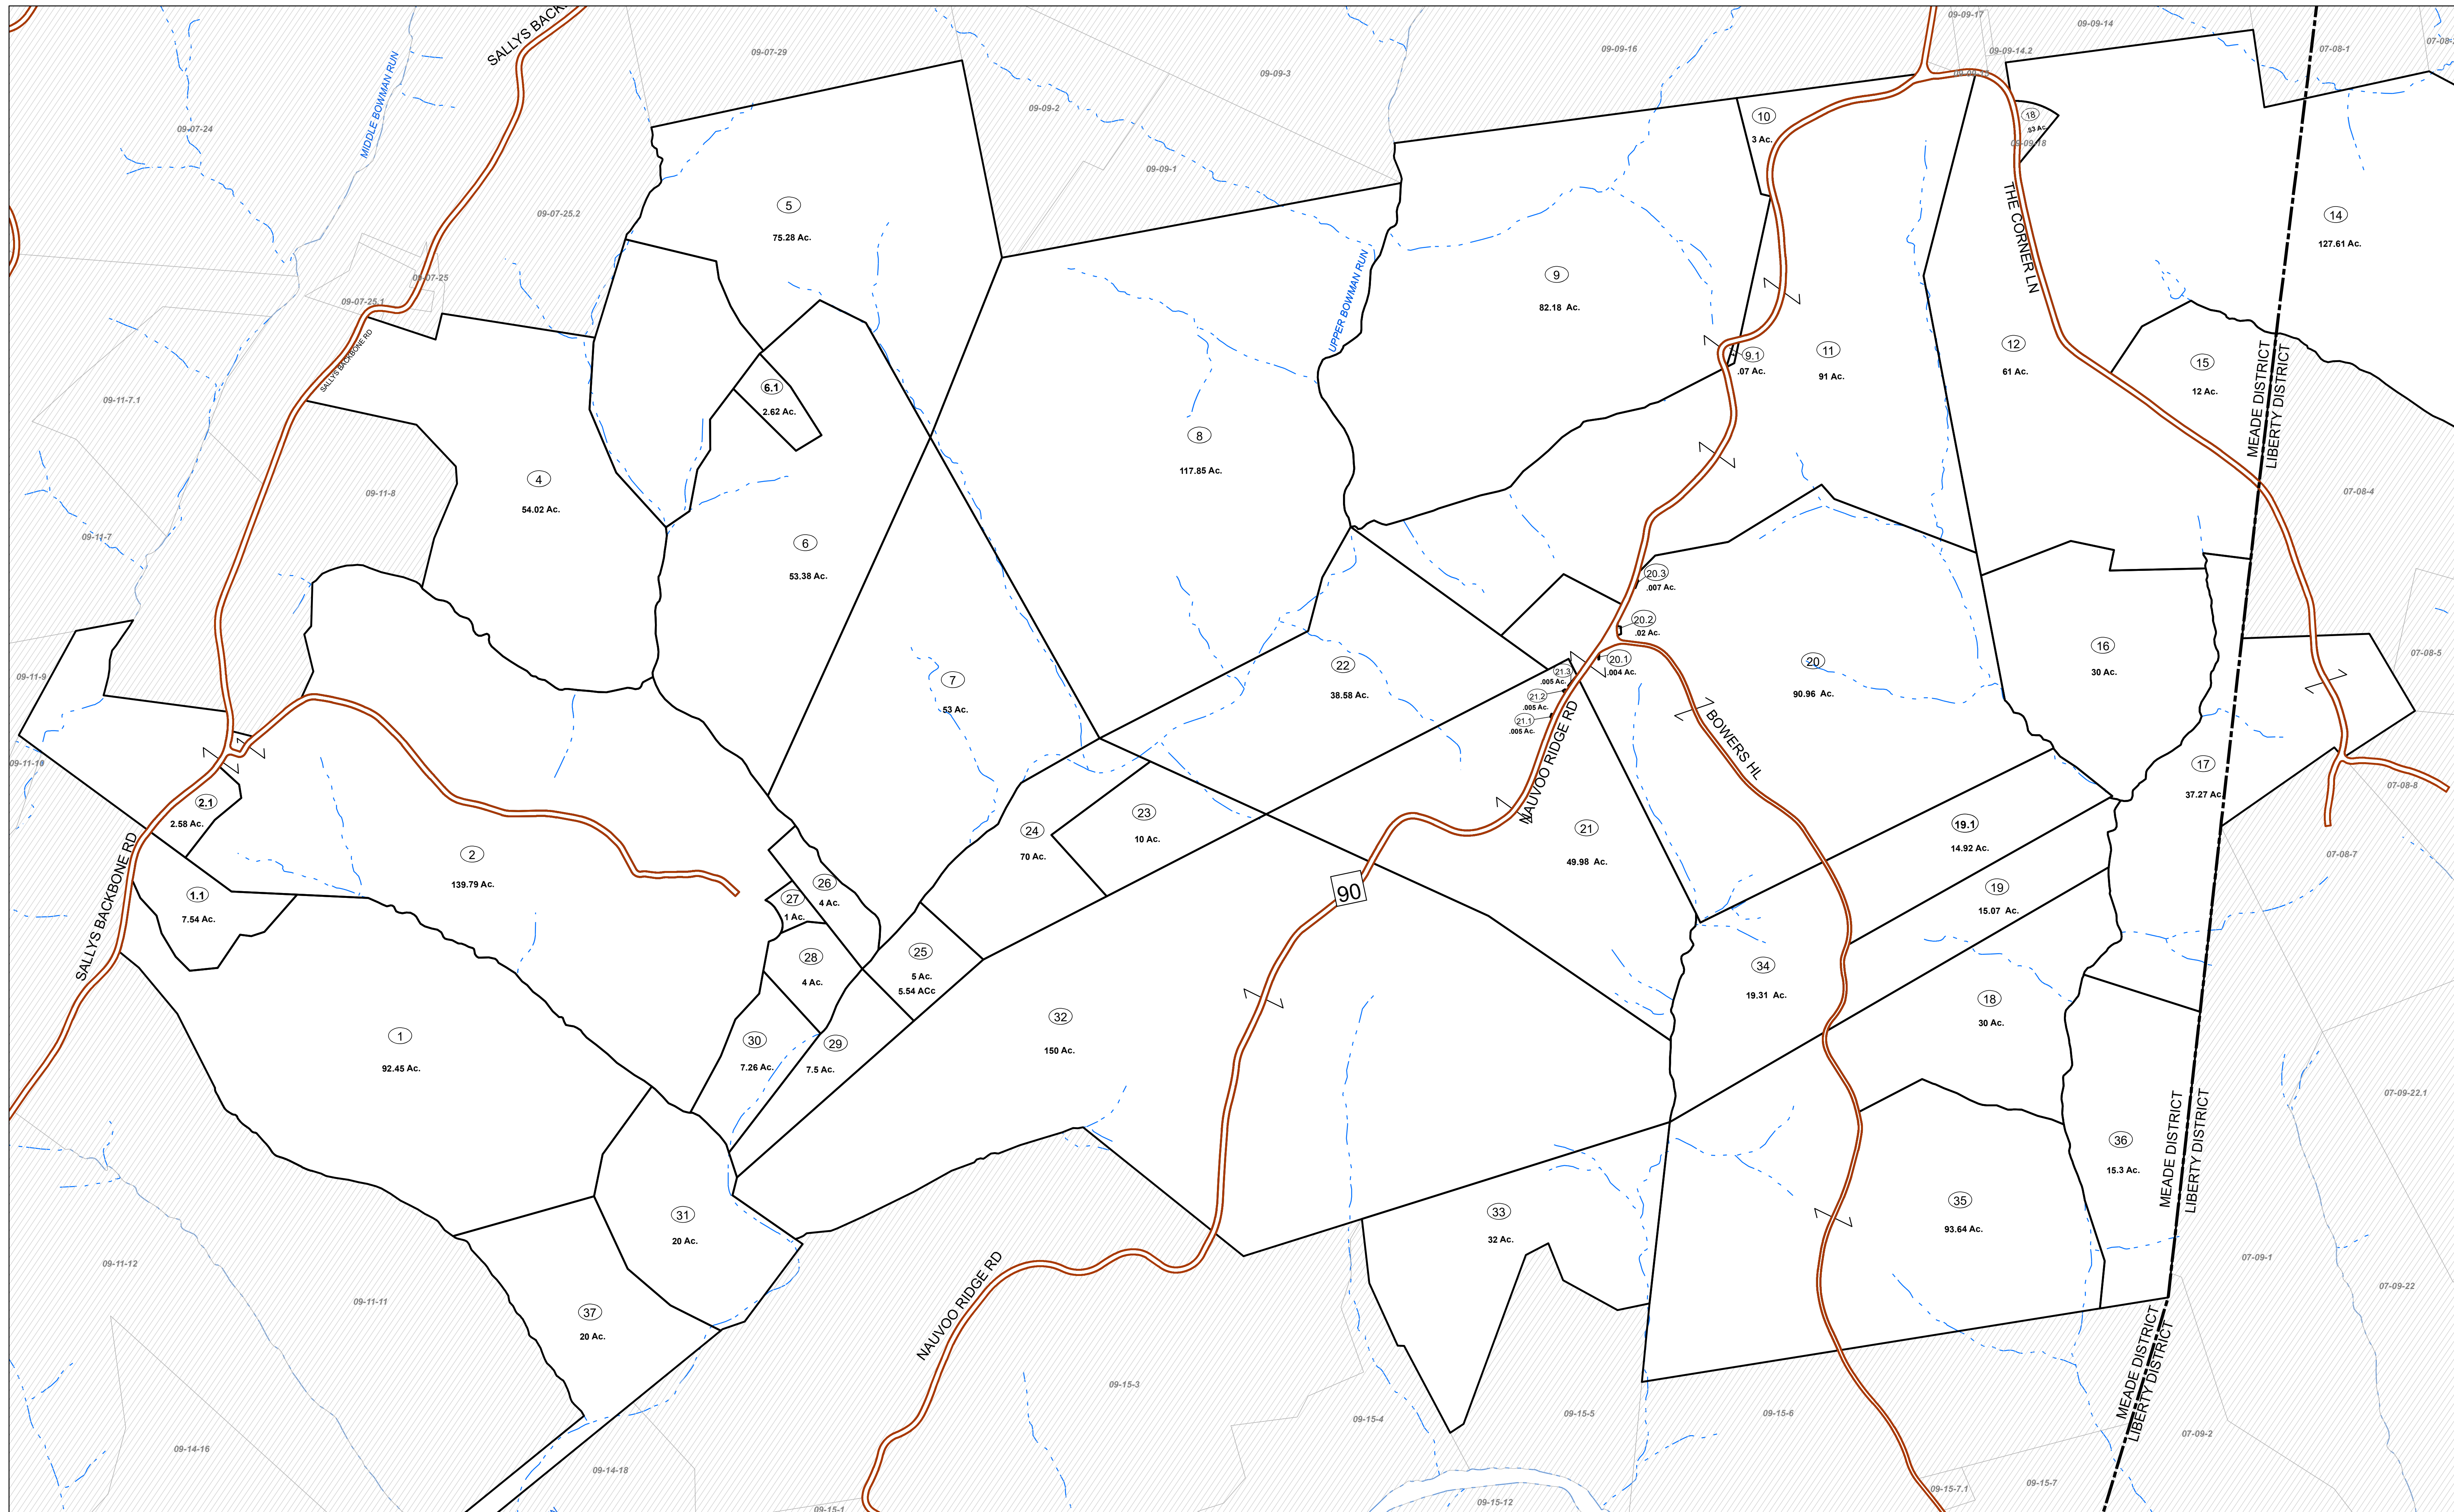 SALLYS BACK
09-09-17
09-09-14
09-07-29
09-09-16
09-09-14.2
07-08-1
09-09-3
MIDDLE BOWMAN RUN
09-09-2
10
3 Ac.
18
.53 Ac.
09-09-18
09-07-24
09-09-1
09-07-25.2
5
75.28 Ac.
THE CORNER LN
14
127.61 Ac.
09-07-25
09-07-25.1
UPPER BOWMAN RUN
9
82.18 Ac.
SALLYS BACKBONE RD
9.1
.07 Ac.
11
91 Ac.
12
61 Ac.
15
12 Ac.
MEADE DISTRICT
LIBERTY DISTRICT
6.1
2.62 Ac.
09-11-7.1
8
117.85 Ac.
4
54.02 Ac.
09-11-8
07-08-4
09-11-7
6
53.38 Ac.
20.3
.007 Ac.
20.2
.02 Ac.
20.1
.004 Ac.
16
30 Ac.
07-08-5
20
90.96 Ac.
22
38.58 Ac.
21.3
.005 Ac.
21.2
.005 Ac.
21.1
.005 Ac.
09-11-9
7
53 Ac.
BOWERS HL
NAUVOO RIDGE RD
09-11-10
17
37.27 Ac.
07-08-8
2.1
2.58 Ac.
23
10 Ac.
24
70 Ac.
21
49.98 Ac.
19.1
14.92 Ac.
07-08-7
2
139.79 Ac.
SALLYS BACKBONE RD
1.1
7.54 Ac.
26
4 Ac.
27
1 Ac.
90
19
15.07 Ac.
28
4 Ac.
25
5 Ac.
5.54 ACc
34
19.31 Ac.
18
30 Ac.
1
92.45 Ac.
32
150 Ac.
30
7.26 Ac.
29
7.5 Ac.
07-09-22.1
MEADE DISTRICT
LIBERTY DISTRICT
36
15.3 Ac.
35
93.64 Ac.
31
20 Ac.
33
32 Ac.
09-11-12
07-09-1
07-09-22
09-11-11
37
20 Ac.
NAUVOO RIDGE RD
MEADE DISTRICT
LIBERTY DISTRICT
09-15-3
09-15-4
09-15-5
09-15-6
07-09-2
09-14-16
09-14-18
09-15-7
09-15-7.1
09-15-12
09-15-1